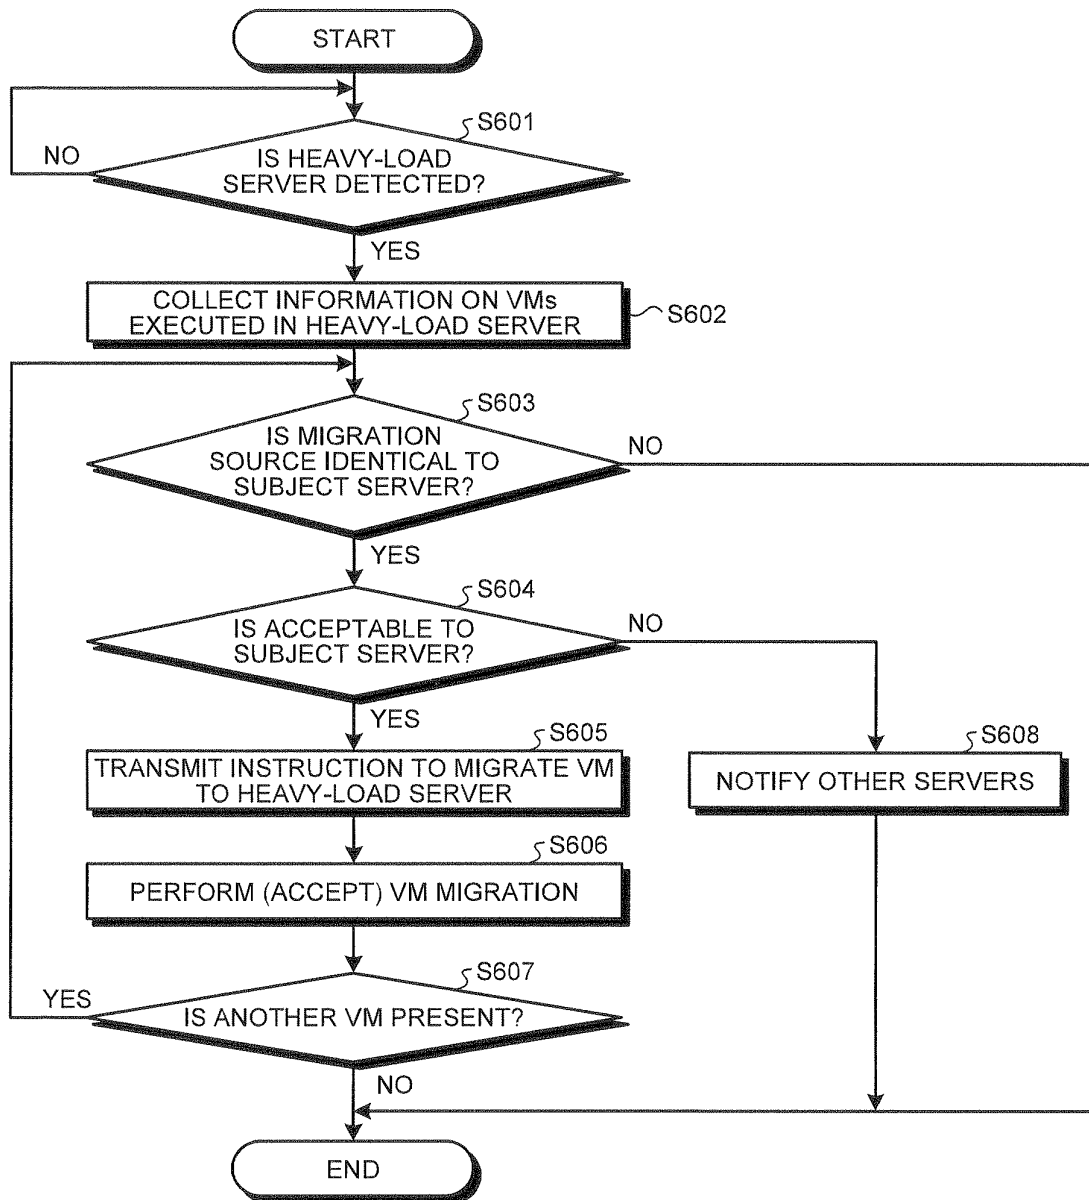 START
S601
NO
IS HEAVY-LOAD
SERVER DETECTED?
YES
COLLECT INFORMATION ON VMs
EXECUTED IN HEAVY-LOAD SERVER
S602
S603
IS MIGRATION
SOURCE IDENTICAL TO
SUBJECT SERVER?
NO
YES
S604
IS ACCEPTABLE TO
SUBJECT SERVER?
NO
YES
S605
TRANSMIT INSTRUCTION TO MIGRATE VM
TO HEAVY-LOAD SERVER
S608
NOTIFY OTHER SERVERS
S606
PERFORM (ACCEPT) VM MIGRATION
S607
YES
IS ANOTHER VM PRESENT?
NO
END